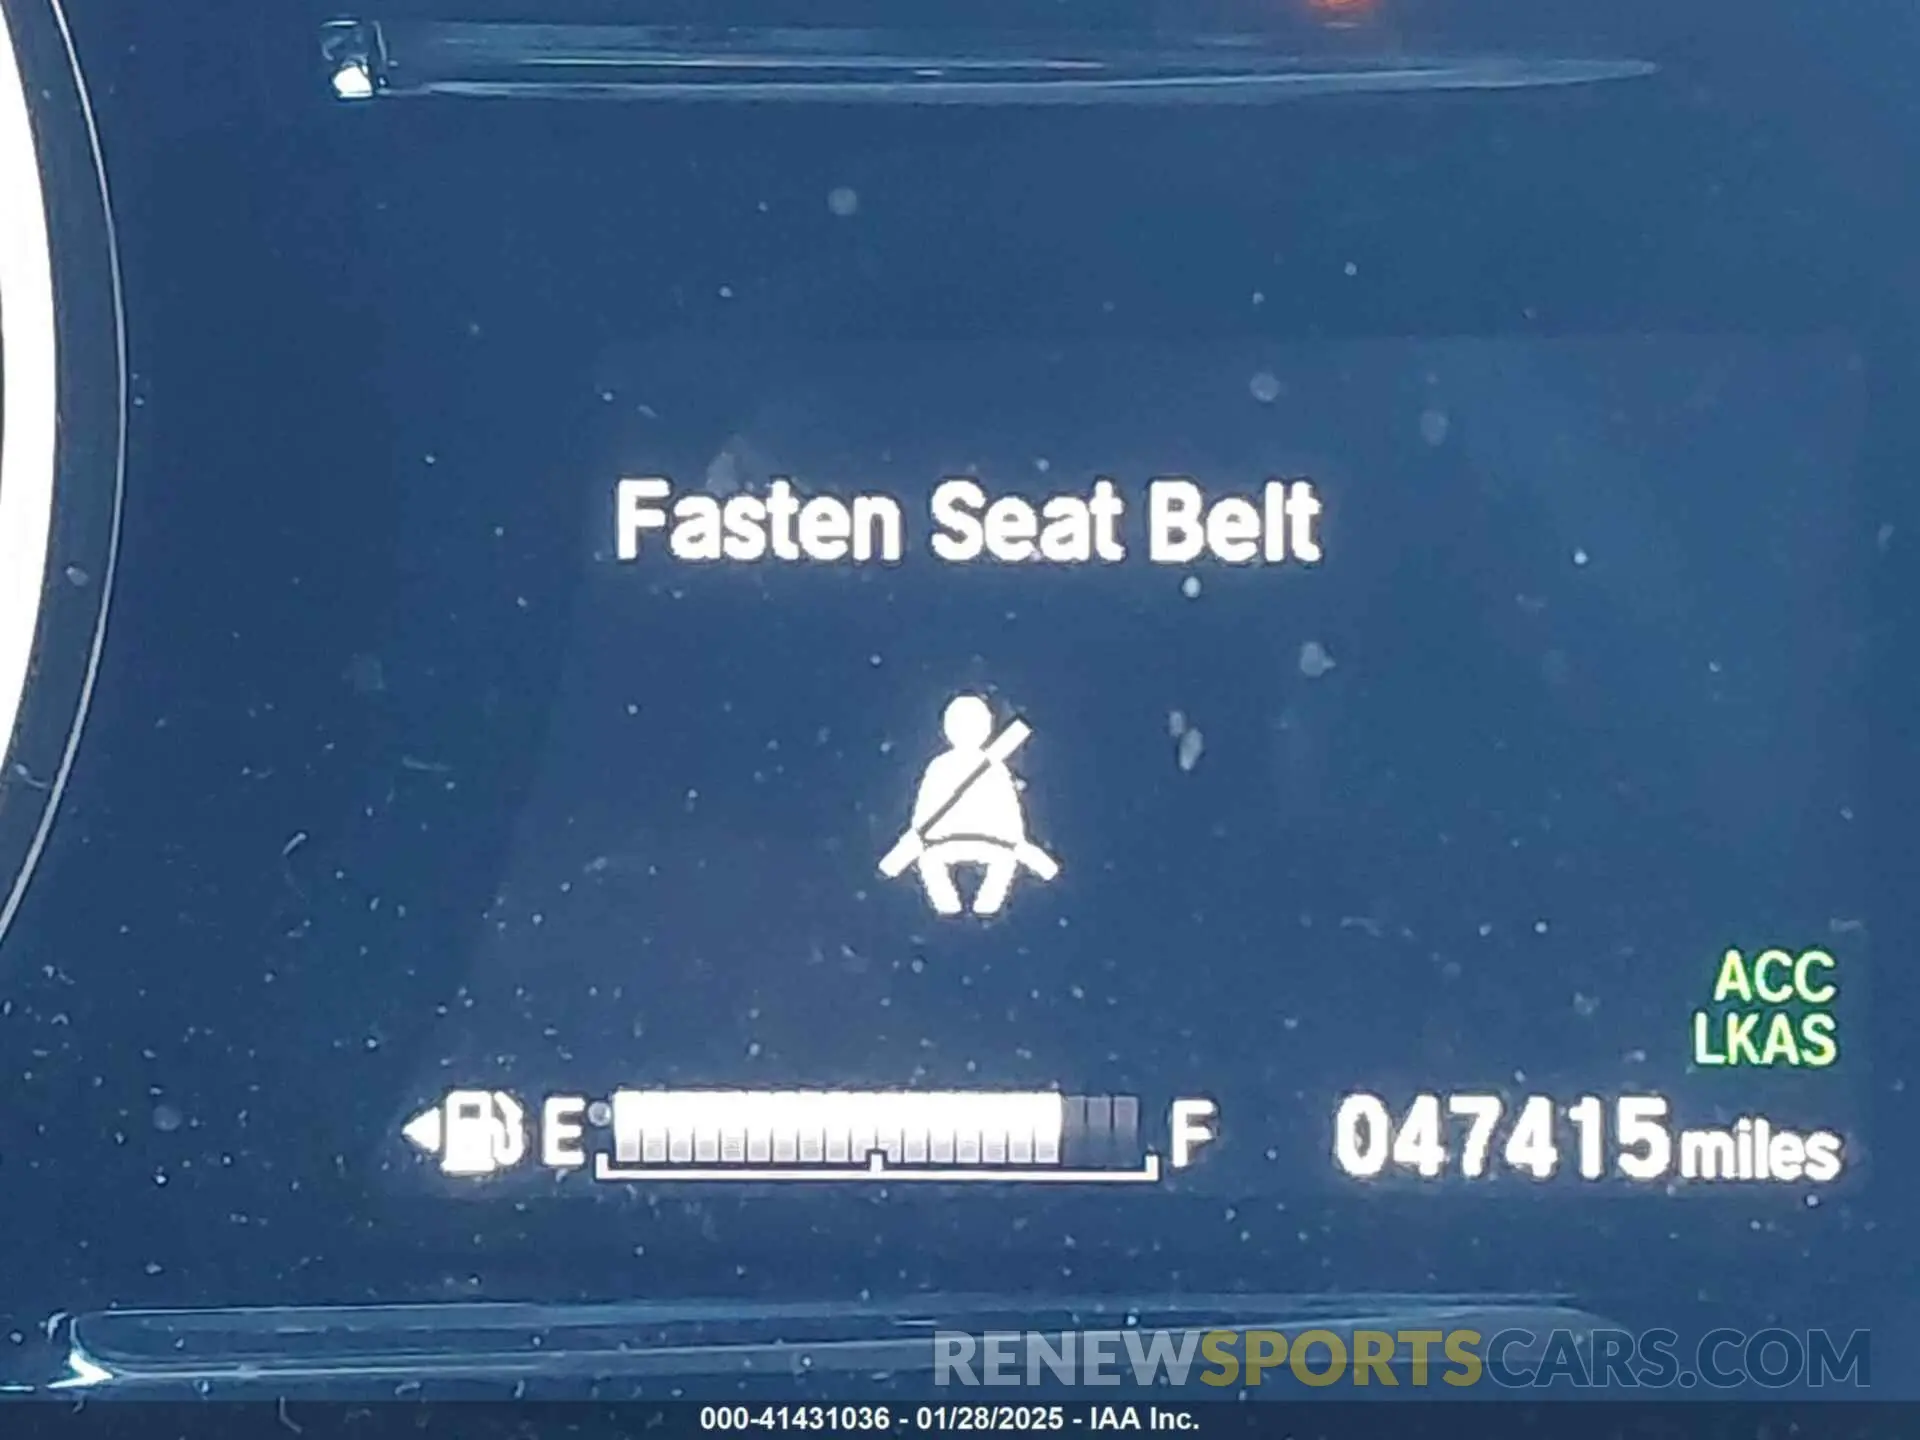 Fasten Seat Belt
ACC
LKAS
E F 047415 miles
RENEWSPORTSCARS.COM
000-41431036 - 01/28/2025 - IAA Inc.